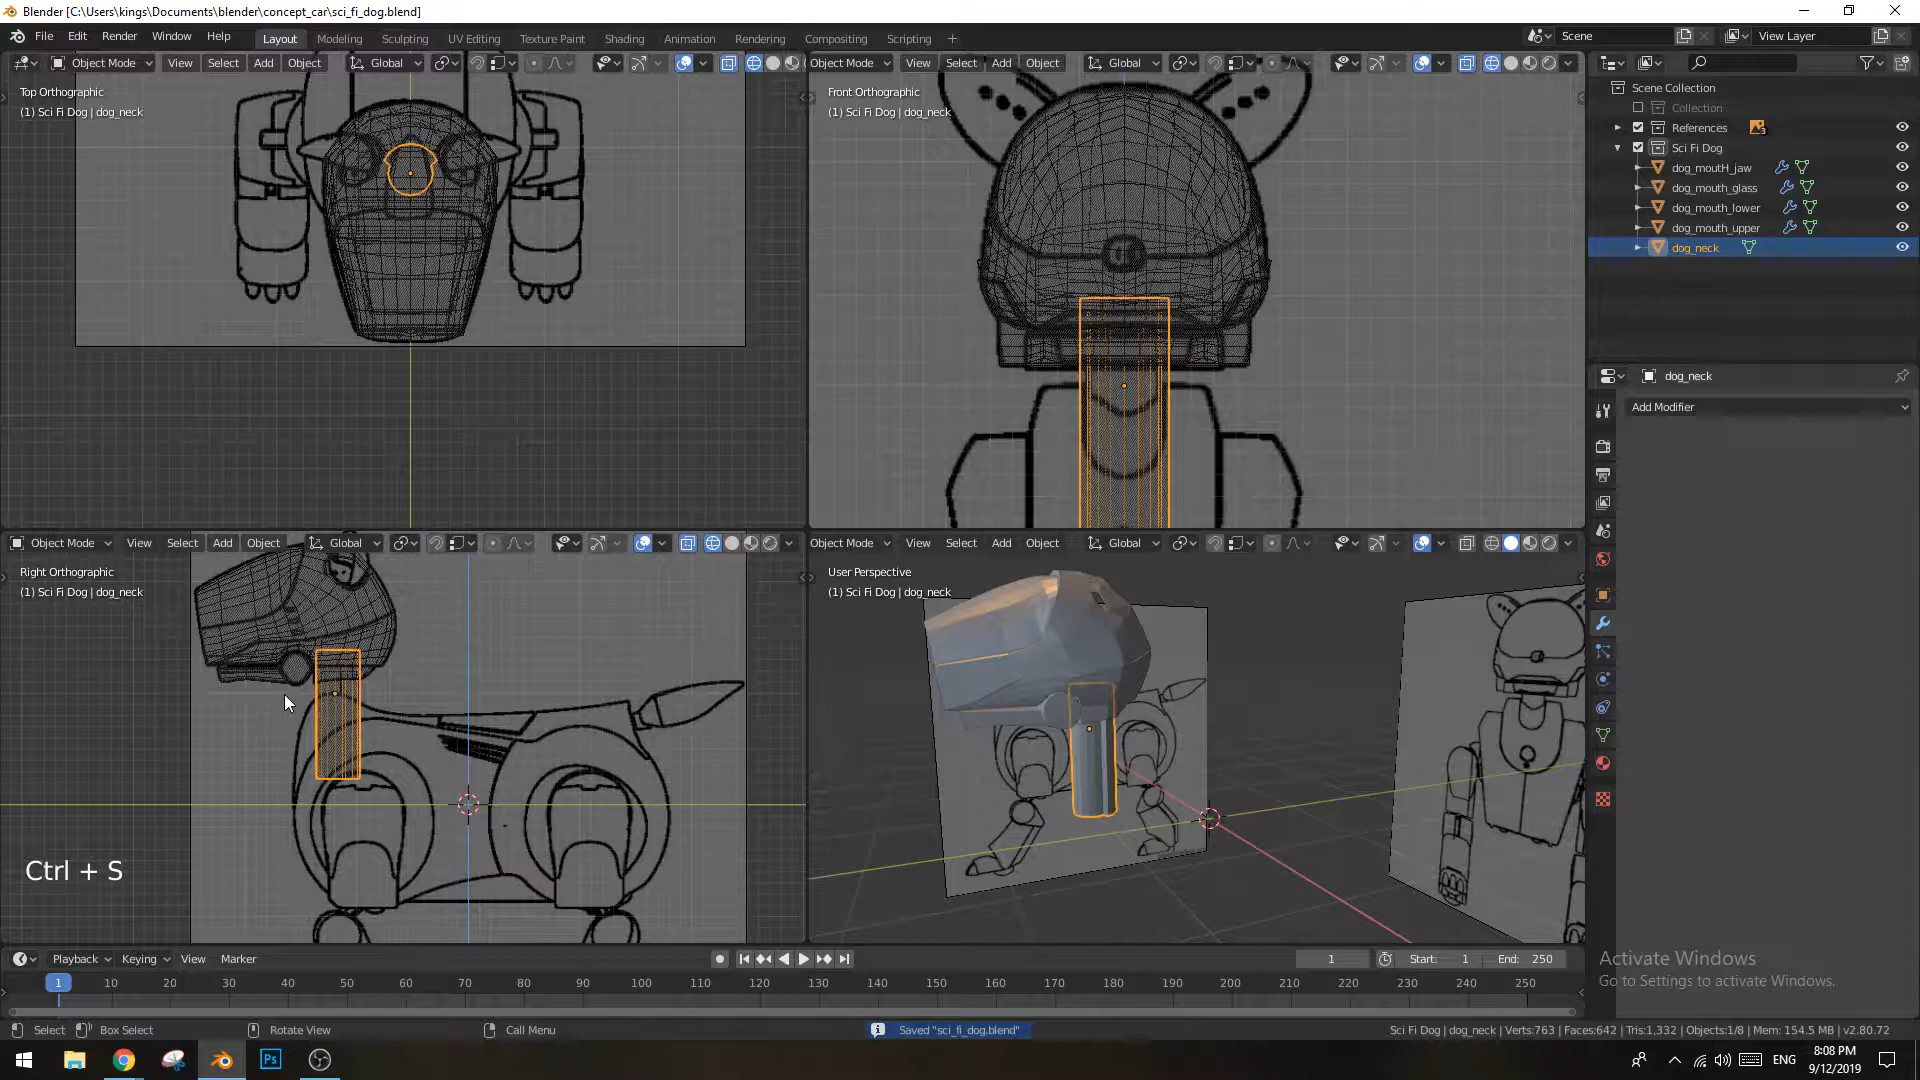 Blender [C:\Users\kings\Documents\blender\concept_car\sci_fi_dog.blend]
File Edit Render Window Help Layout Modeling Sculpting UV Editing Texture Paint Shading Animation Rendering Compositing Scripting Scene View Layer
Object Mode View Select Add Object Global
Object Mode View Select Add Object Global
Top Orthographic
(1) Sci Fi Dog | dog_neck
Front Orthographic
(1) Sci Fi Dog | dog_neck
Scene Collection
Collection
References 3
Sci Fi Dog
dog_moutH_jaw
dog_mouth_glass
dog_mouth_lower
dog_mouth_upper
dog_neck
dog_neck
Add Modifier
Object Mode View Select Add Object Global
Object Mode View Select Add Object Global
Right Orthographic
(1) Sci Fi Dog | dog_neck
User Perspective
(1) Sci Fi Dog | dog_neck
Ctrl + S
Playback Keying View Marker 1 Start: 1 End: 250
1 10 20 30 40 50 60 70 80 90 100 110 120 130 140 150 160 170 180 190 200 210 220 230 240 250
Activate Windows
Go to Settings to activate Windows.
Select Box Select Rotate View Call Menu Saved "sci_fi_dog.blend" Sci Fi Dog | dog_neck | Verts:763 | Faces:642 | Tris:1,332 | Objects:1/8 | Mem: 154.5 MB | v2.80.72
Ps ENG 8:08 PM
9/12/2019